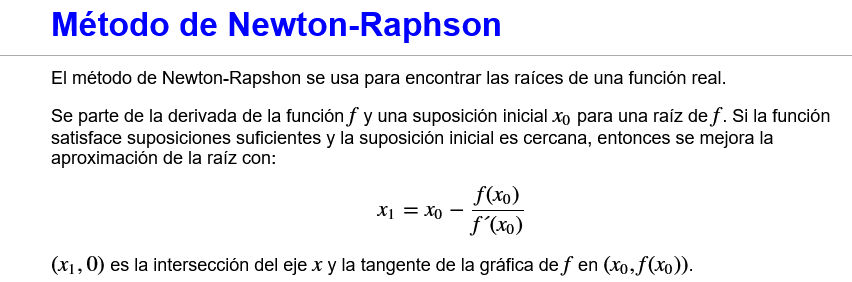 Método de Newton-Raphson
El método de Newton-Rapshon se usa para encontrar las raíces de una función real.
Se parte de la derivada de la función f y una suposición inicial x₀ para una raíz de f. Si la función
satisface suposiciones suficientes y la suposición inicial es cercana, entonces se mejora la
aproximación de la raíz con:
x₁ = x₀ − f(x₀) / f´(x₀)
(x₁, 0) es la intersección del eje x y la tangente de la gráfica de f en (x₀, f(x₀)).